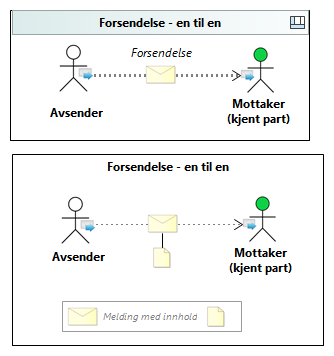 Forsendelse - en til en
Forsendelse
Avsender
Mottaker
(kjent part)
Forsendelse - en til en
Avsender
Mottaker
(kjent part)
Melding med innhold